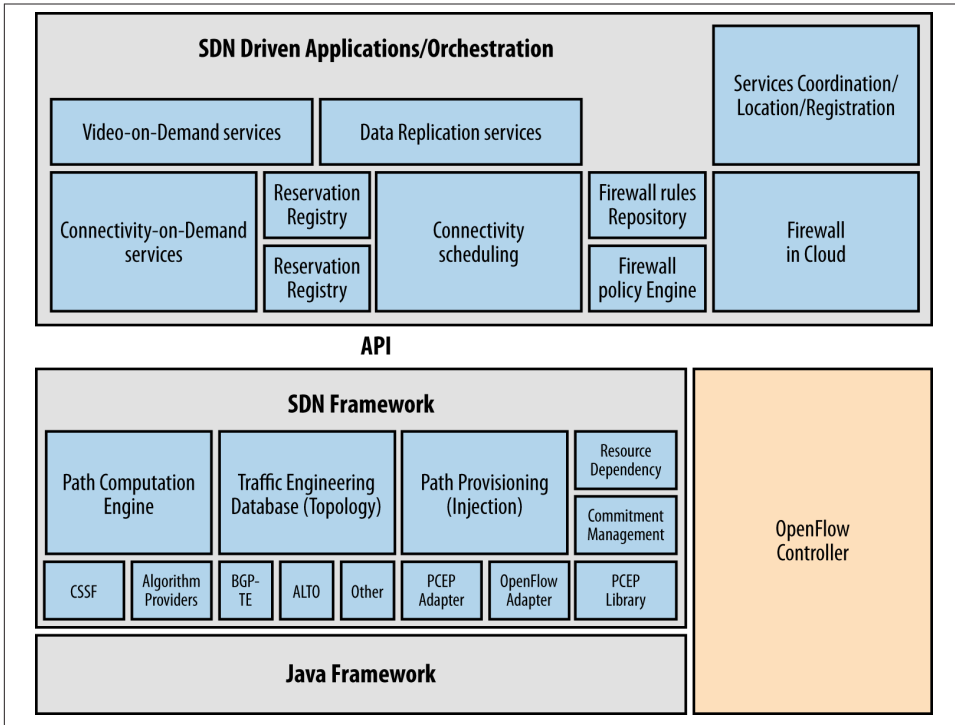 SDN Driven Applications/Orchestration
Services Coordination/
Location/Registration
Video-on-Demand services
Data Replication services
Connectivity-on-Demand
services
Reservation
Registry
Reservation
Registry
Connectivity
scheduling
Firewall rules
Repository
Firewall
policy Engine
Firewall
in Cloud
API
SDN Framework
Path Computation
Engine
Traffic Engineering
Database (Topology)
Path Provisioning
(Injection)
Resource
Dependency
Commitment
Management
CSSF
Algorithm
Providers
BGP-
TE
ALTO
Other
PCEP
Adapter
OpenFlow
Adapter
PCEP
Library
OpenFlow
Controller
Java Framework